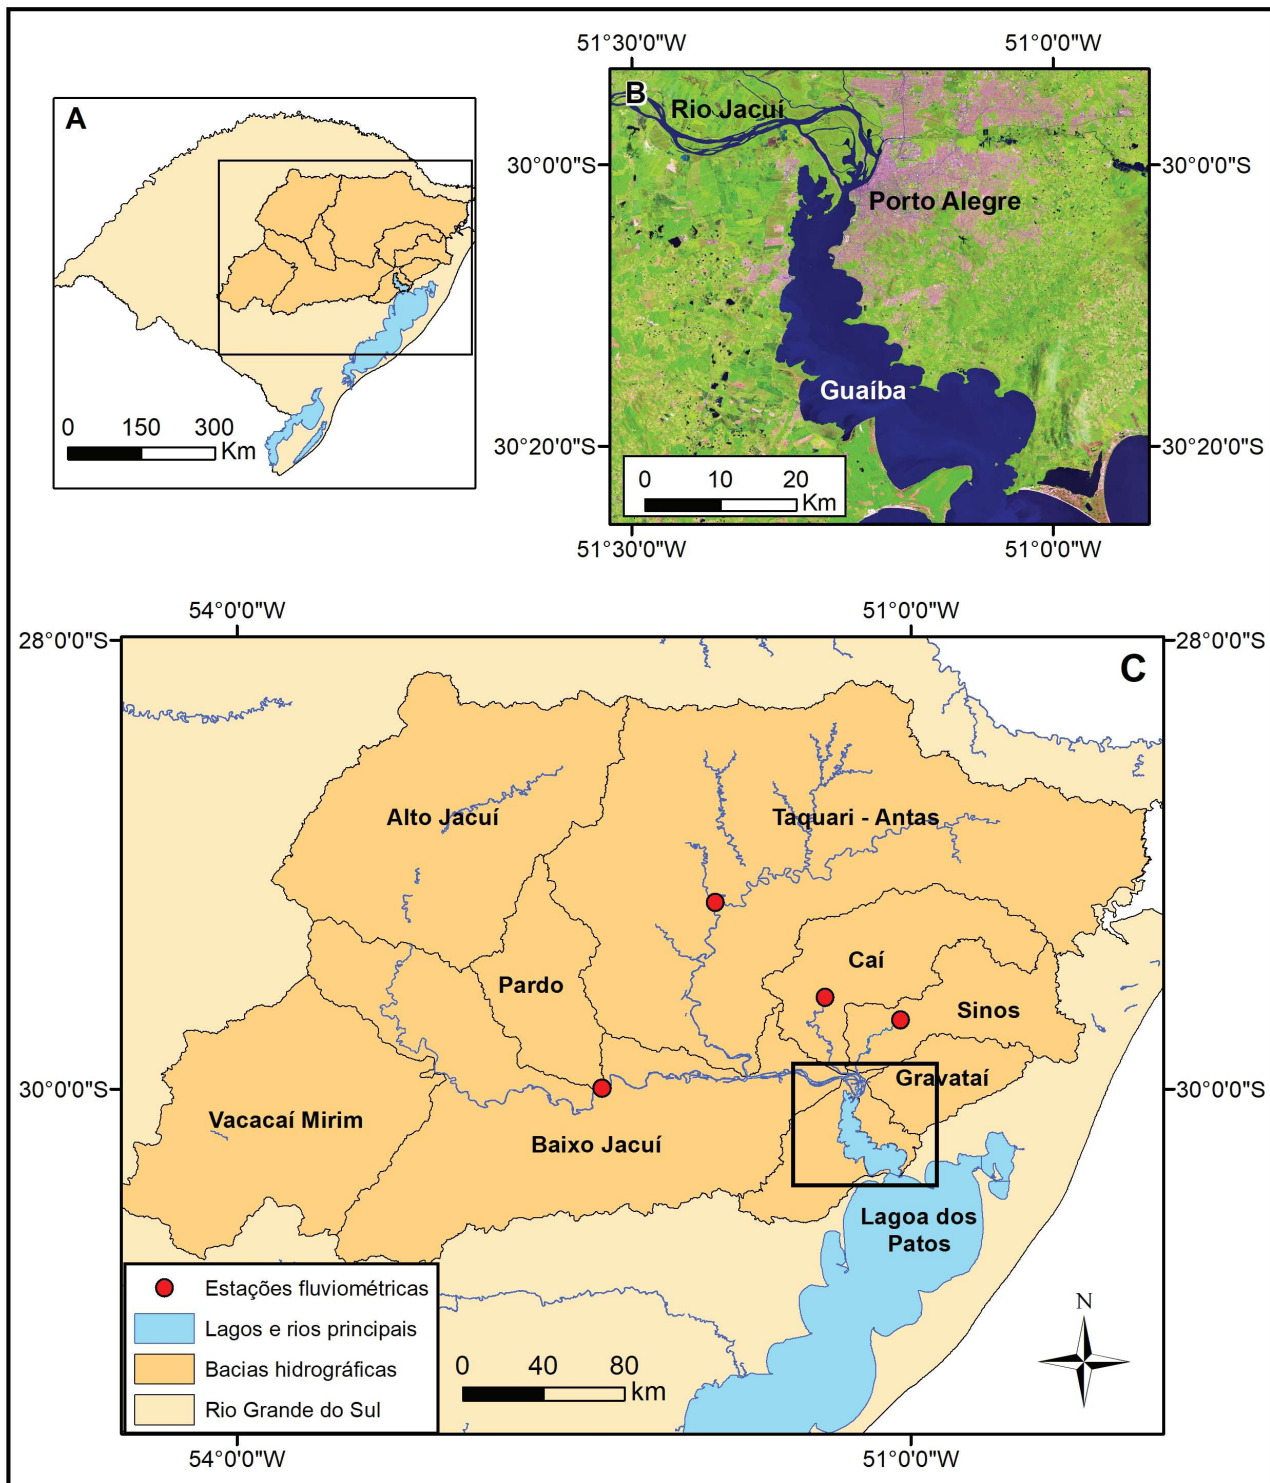 A
0 150 300
Km
51°30'0"W 51°0'0"W
B
Rio Jacuí
30°0'0"S 30°0'0"S
Porto Alegre
Guaíba
30°20'0"S 30°20'0"S
0 10 20
Km
51°30'0"W 51°0'0"W
54°0'0"W 51°0'0"W
28°0'0"S 28°0'0"S
C
Alto Jacuí
Taquari - Antas
Caí
Pardo
Sinos
Gravataí
30°0'0"S 30°0'0"S
Vacacaí Mirim
Baixo Jacuí
Lagoa dos
Patos
Estações fluviométricas
Lagos e rios principais
Bacias hidrográficas
Rio Grande do Sul
0 40 80
km
N
54°0'0"W 51°0'0"W